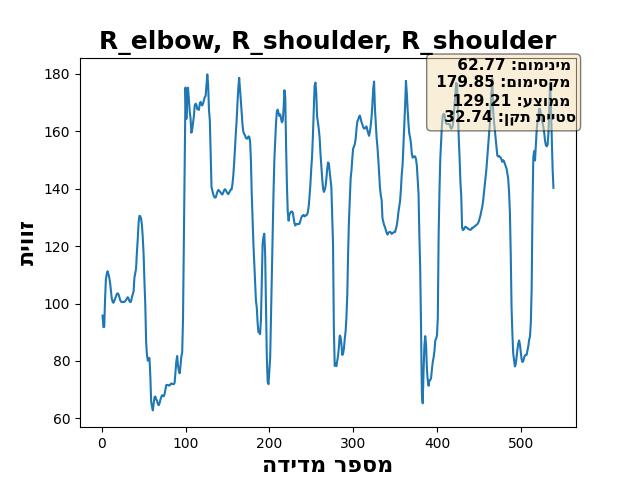 R_elbow, R_shoulder, R_shoulder
מינימום: 62.77
מקסימום: 179.85
ממוצע: 129.21
סטיית תקן: 32.74
180
160
140
120
100
80
60
זווית
0 100 200 300 400 500
מספר מדידה